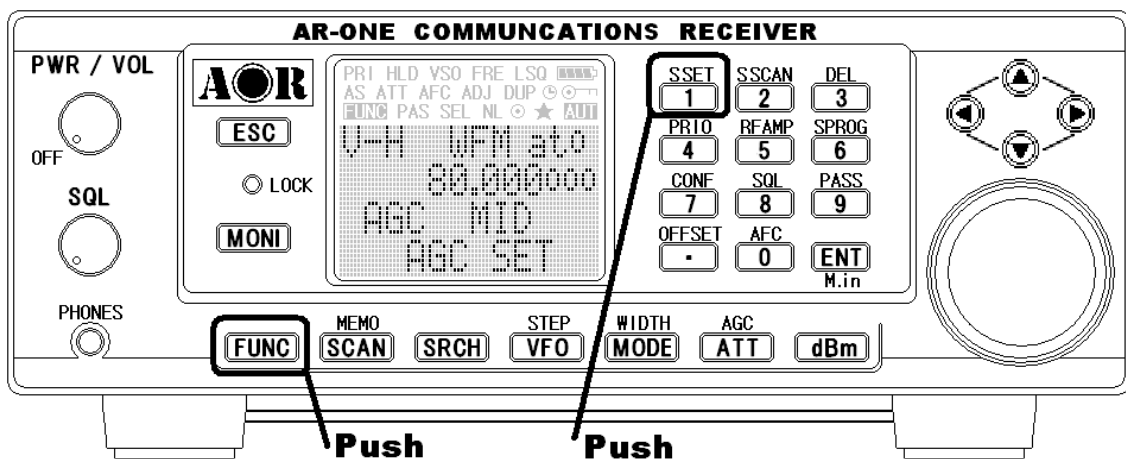 AR-ONE COMMUNCATIONS RECEIVER
PWR / VOL
OFF
SQL
PHONES
AOR
ESC
LOCK
MONI
PRI HLD VSO FRE LSQ
AS ATT AFC ADJ DUP
FUNC PAS SEL NL ★ AUT
V-H WFM ato
80.000000
AGC MID
AGC SET
SSET SSCAN DEL
1 2 3
PRIO RFAMP SPROG
4 5 6
CONF SQL PASS
7 8 9
OFFSET AFC
. 0 ENT
M.in
MEMO STEP WIDTH AGC
FUNC SCAN SRCH VFO MODE ATT dBm
Push Push